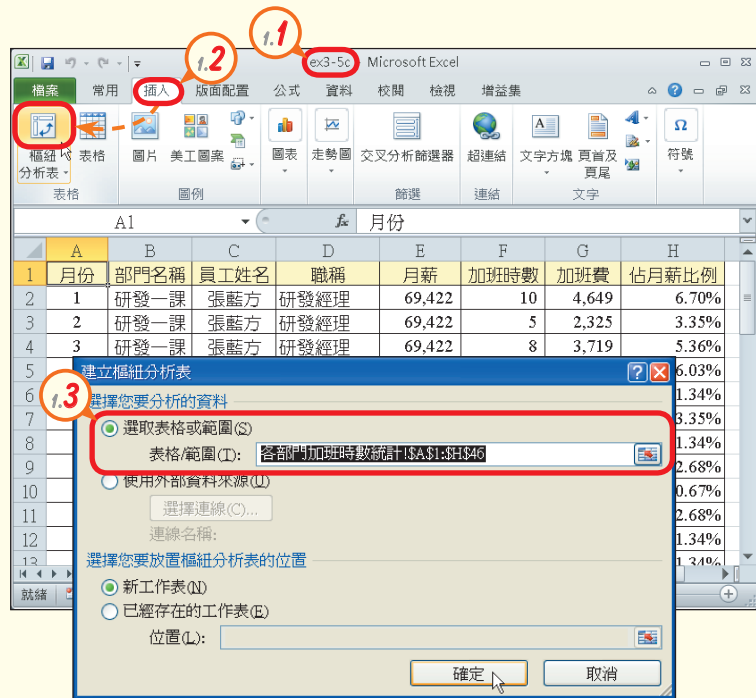 1.1
1.2
ex3-5c Microsoft Excel
檔案 常用 插入 版面配置 公式 資料 校閱 檢視 增益集
樞紐分析表 表格 圖片 美工圖案 圖表 走勢圖 交叉分析篩選器 超連結 文字方塊 頁首及頁尾 符號
表格 圖例 篩選 連結 文字
A1 fx 月份
A B C D E F G H
1 月份 部門名稱 員工姓名 職稱 月薪 加班時數 加班費 佔月薪比例
2 1 研發一課 張藍方 研發經理 69,422 10 4,649 6.70%
3 2 研發一課 張藍方 研發經理 69,422 5 2,325 3.35%
4 3 研發一課 張藍方 研發經理 69,422 8 3,719 5.36%
5 6.03%
6 1.34%
7 3.35%
8 1.34%
9 2.68%
10 0.67%
11 2.68%
12 1.34%
13 1.34%
建立樞紐分析表
1.3
選擇您要分析的資料
選取表格或範圍(S)
表格/範圍(T): 各部門加班時數統計!$A$1:$H$46
使用外部資料來源(U)
選擇連線(C)...
連線名稱:
選擇您要放置樞紐分析表的位置
新工作表(N)
已經存在的工作表(E)
位置(L):
確定 取消
就緒